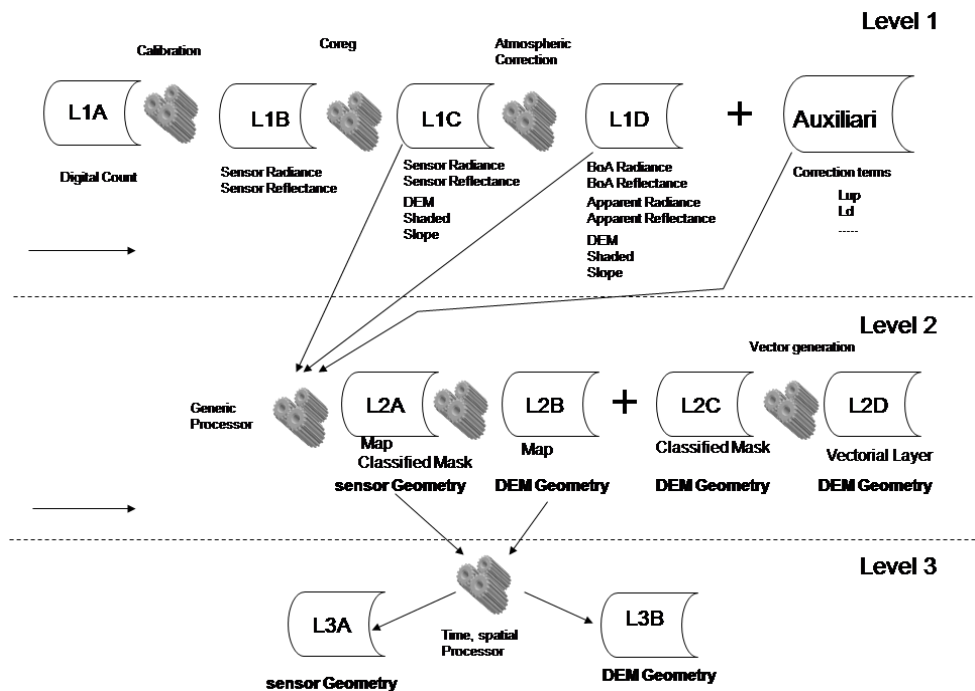 Level 1
Calibration
Coreg
Atmospheric
Correction
L1A
L1B
L1C
L1D
+
Auxiliari
Digital Count
Sensor Radiance
Sensor Reflectance
Sensor Radiance
Sensor Reflectance
DEM
Shaded
Slope
BoA Radiance
BoA Reflectance
Apparent Radiance
Apparent Reflectance
DEM
Shaded
Slope
Correction terms
Lup
Ld
-----
Level 2
Vector generation
Generic
Processor
L2A
L2B
+
L2C
L2D
Map
Classified Mask
Map
Classified Mask
Vectorial Layer
sensor Geometry
DEM Geometry
DEM Geometry
DEM Geometry
Level 3
L3A
L3B
Time, spatial
Processor
sensor Geometry
DEM Geometry